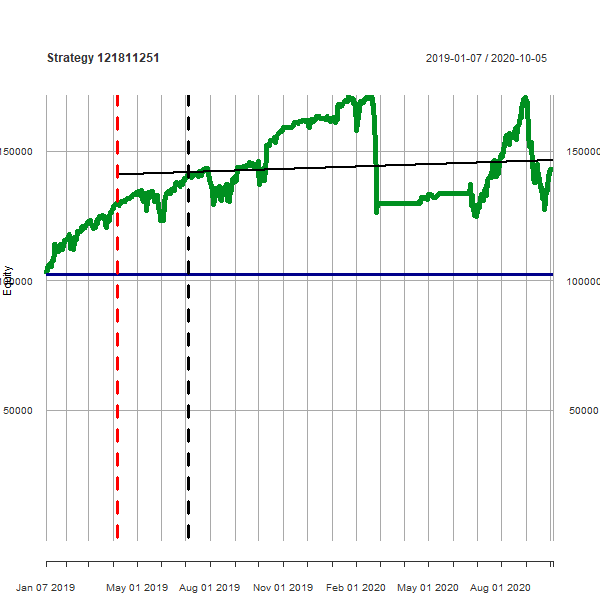 Strategy 121811251
2019-01-07 / 2020-10-05
150000
150000
Equity
100000
100000
50000
50000
Jan 07 2019
May 01 2019
Aug 01 2019
Nov 01 2019
Feb 01 2020
May 01 2020
Aug 01 2020